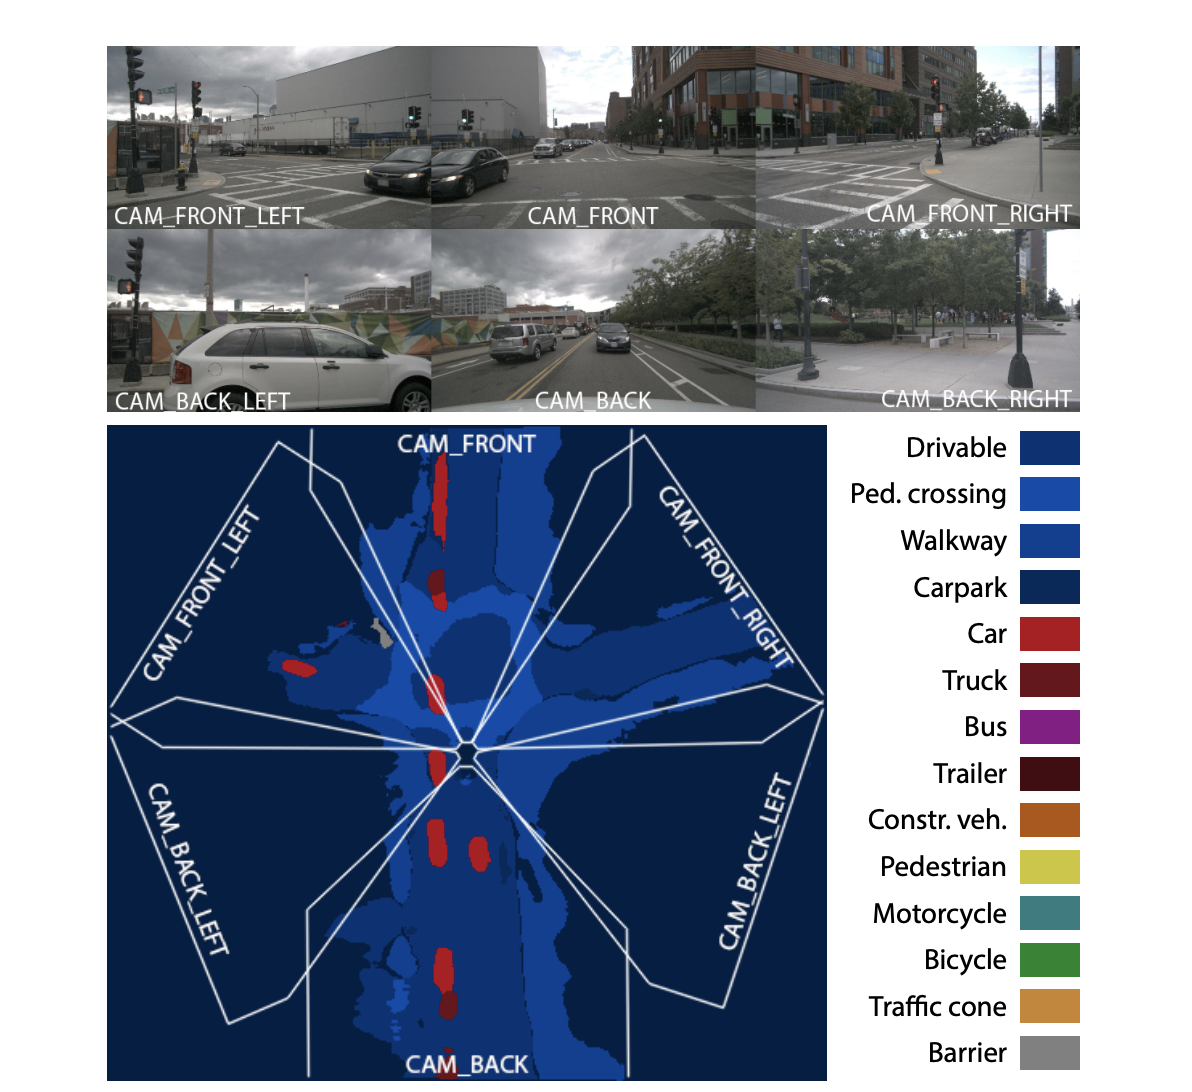 CAM_FRONT_LEFT
CAM_FRONT
CAM_FRONT_RIGHT
CAM_BACK_LEFT
CAM_BACK
CAM_BACK_RIGHT
CAM_FRONT
CAM_FRONT_LEFT
CAM_FRONT_RIGHT
CAM_BACK_LEFT
CAM_BACK_LEFT
CAM_BACK
Drivable
Ped. crossing
Walkway
Carpark
Car
Truck
Bus
Trailer
Constr. veh.
Pedestrian
Motorcycle
Bicycle
Traffic cone
Barrier